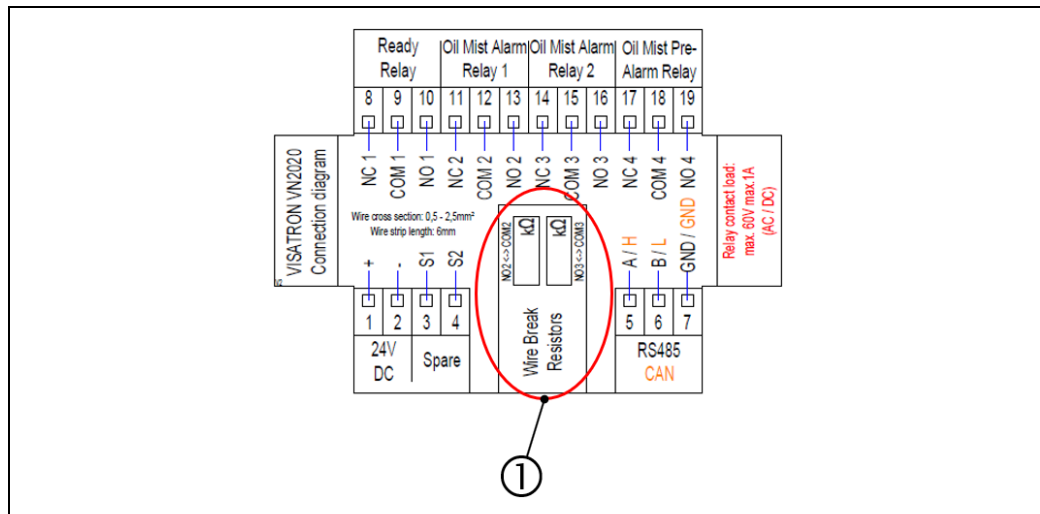 Ready
Relay
Oil Mist Alarm
Relay 1
Oil Mist Alarm
Relay 2
Oil Mist Pre-
Alarm Relay
8 9 10 11 12 13 14 15 16 17 18 19
NC 1
COM 1
NO 1
NC 2
COM 2
NO 2
NC 3
COM 3
NO 3
NC 4
COM 4
NO 4
VISATRON VN2020
Connection diagram
Wire cross section: 0,5 - 2,5mm²
Wire strip length: 6mm
NO2 <-> COM2
kΩ
kΩ
NO3 <-> COM3
Wire Break
Resistors
+
-
S1
S2
A / H
B / L
GND / GND
Relay contact load:
max. 60V max.1A
(AC / DC)
1 2 3 4
5 6 7
24V
DC
Spare
RS485
CAN
1